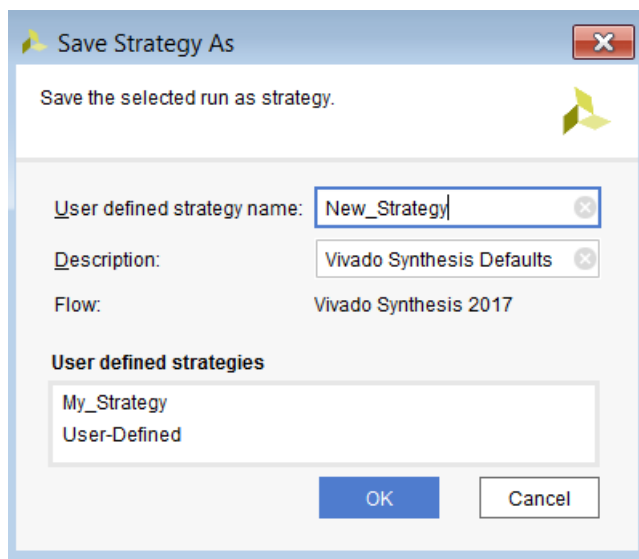 Save Strategy As
Save the selected run as strategy.
User defined strategy name: New_Strategy
Description: Vivado Synthesis Defaults
Flow: Vivado Synthesis 2017
User defined strategies
My_Strategy
User-Defined
OK Cancel